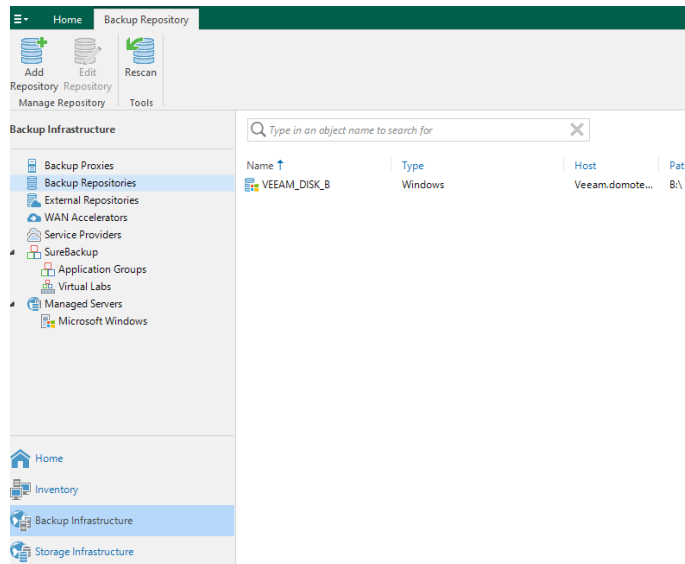 Home Backup Repository
Add Repository
Edit Repository
Rescan
Manage Repository Tools
Backup Infrastructure
Type in an object name to search for
Backup Proxies
Backup Repositories
External Repositories
WAN Accelerators
Service Providers
SureBackup
Application Groups
Virtual Labs
Managed Servers
Microsoft Windows
Name Type Host Pat
VEEAM_DISK_B Windows Veeam.domote... B:\
Home
Inventory
Backup Infrastructure
Storage Infrastructure